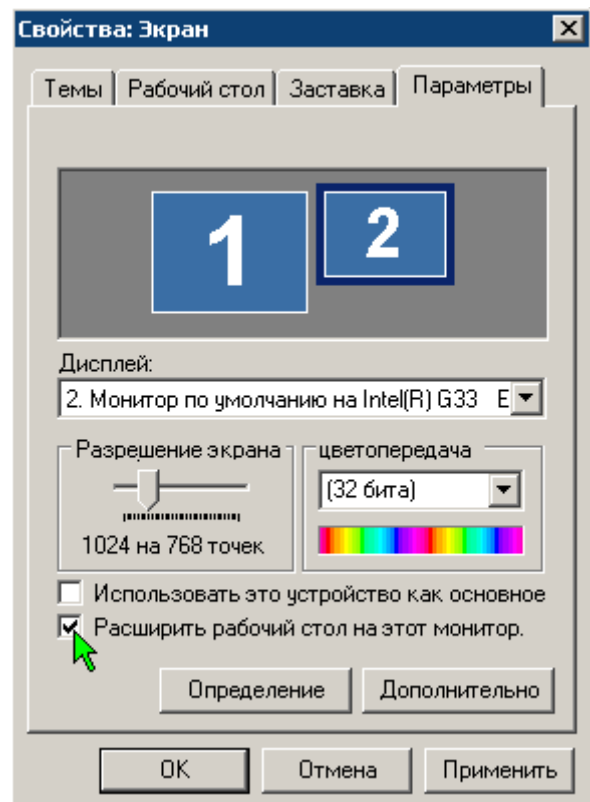 Свойства: Экран
Темы Рабочий стол Заставка Параметры
1 2
Дисплей:
2. Монитор по умолчанию на Intel(R) G33 E
Разрешение экрана цветопередача
(32 бита)
1024 на 768 точек
Использовать это устройство как основное
Расширить рабочий стол на этот монитор.
Определение Дополнительно
OK Отмена Применить